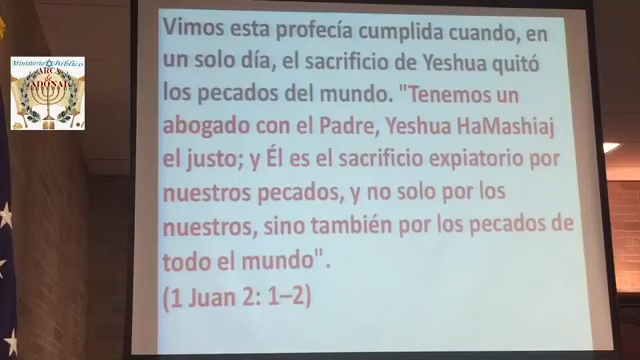 Ministerio Bíblico
ARCA
de
ADONAI
Vimos esta profecía cumplida cuando, en
un solo día, el sacrificio de Yeshua quitó
los pecados del mundo. "Tenemos un
abogado con el Padre, Yeshua HaMashiaj
el justo; y Él es el sacrificio expiatorio por
nuestros pecados, y no solo por los
nuestros, sino también por los pecados de
todo el mundo".
(1 Juan 2: 1–2)